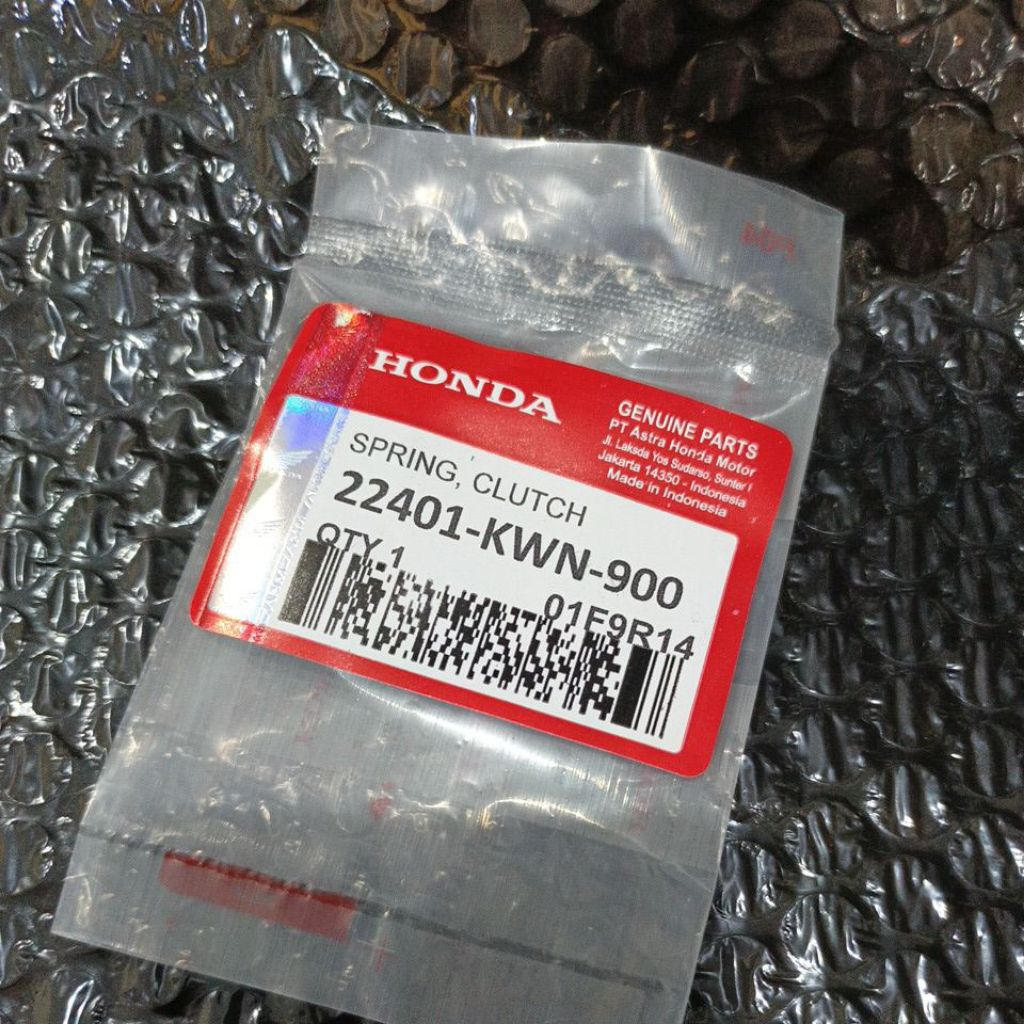 HONDA
GENUINE PARTS
PT Astra Honda Motor
Jl. Laksda Yos Sudarso, Sunter I
Jakarta 14350 - Indonesia
Made in Indonesia
SPRING, CLUTCH
22401-KWN-900
QTY.1
01F9R14